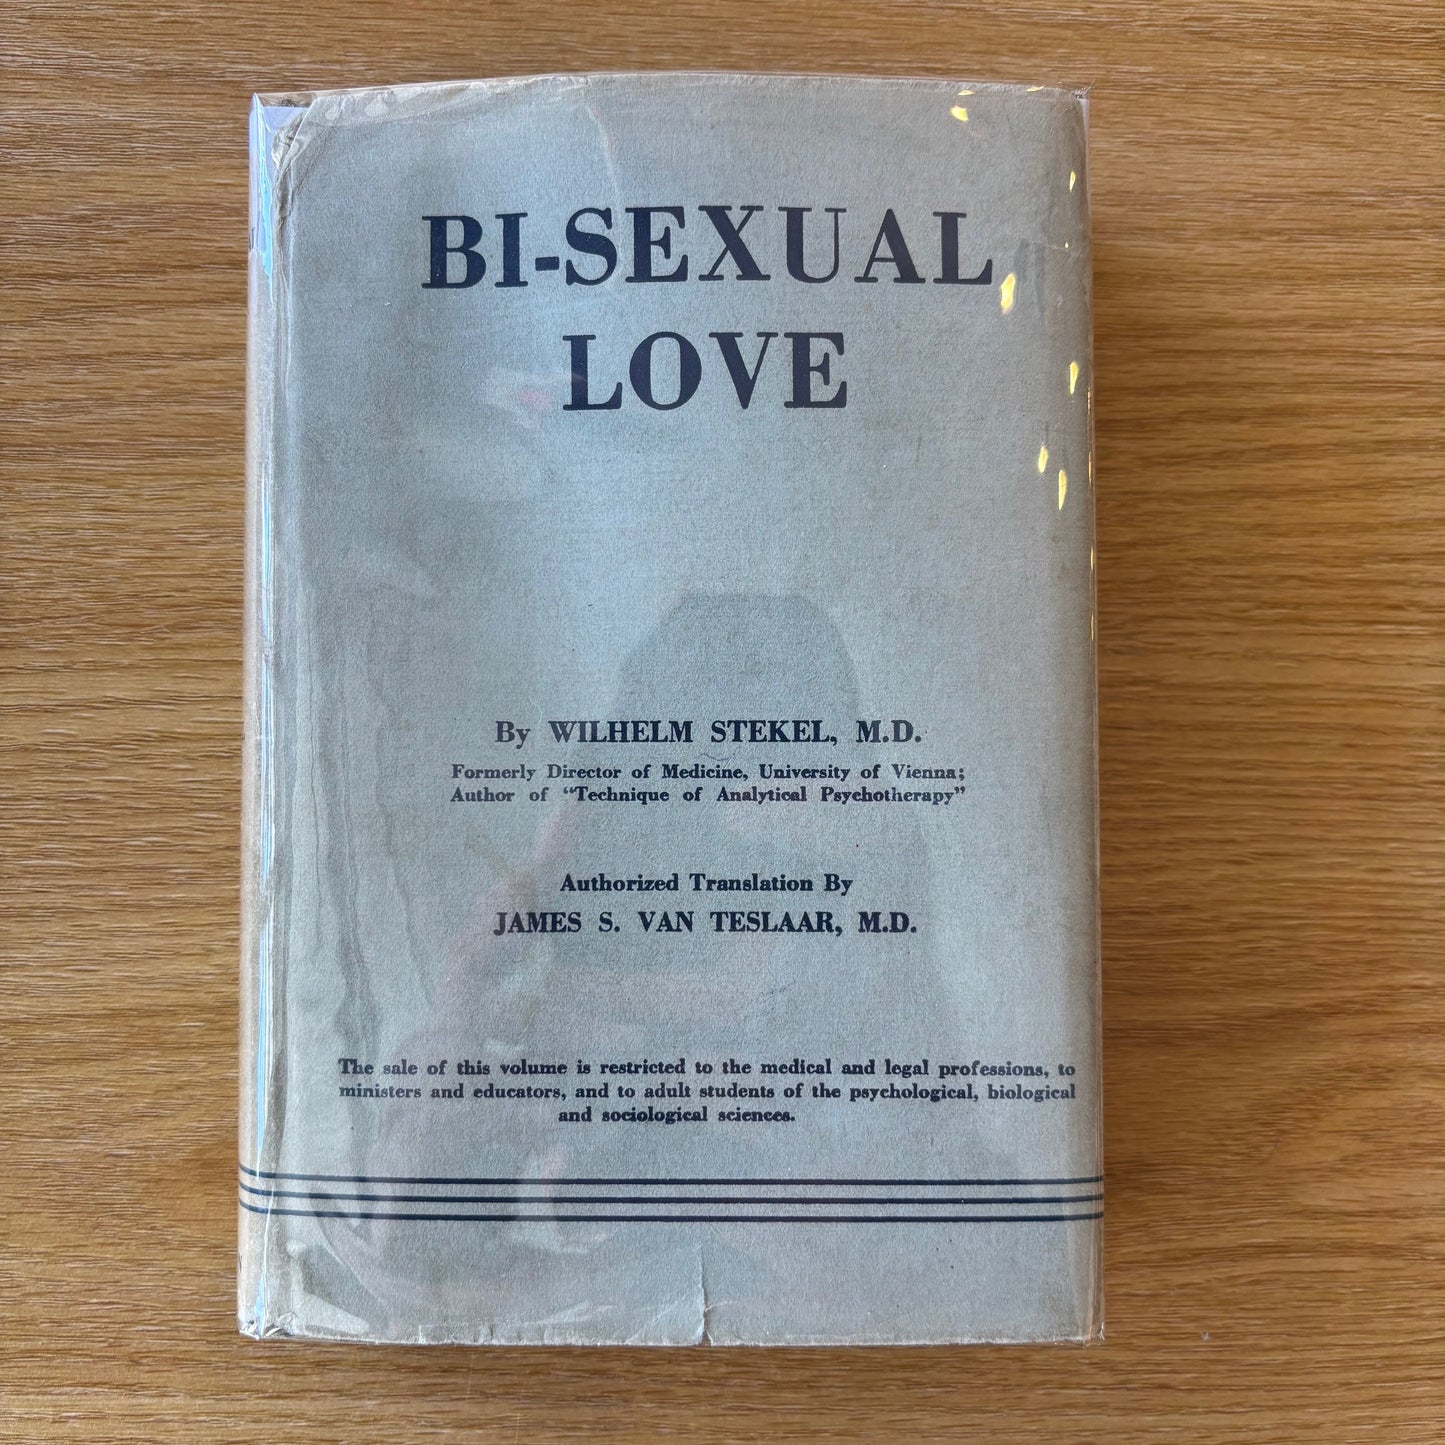 BI-SEXUAL
LOVE
By WILHELM STEKEL, M.D.
Formerly Director of Medicine, University of Vienna;
Author of "Technique of Analytical Psychotherapy"
Authorized Translation By
JAMES S. VAN TESLAAR, M.D.
The sale of this volume is restricted to the medical and legal professions, to
ministers and educators, and to adult students of the psychological, biological
and sociological sciences.